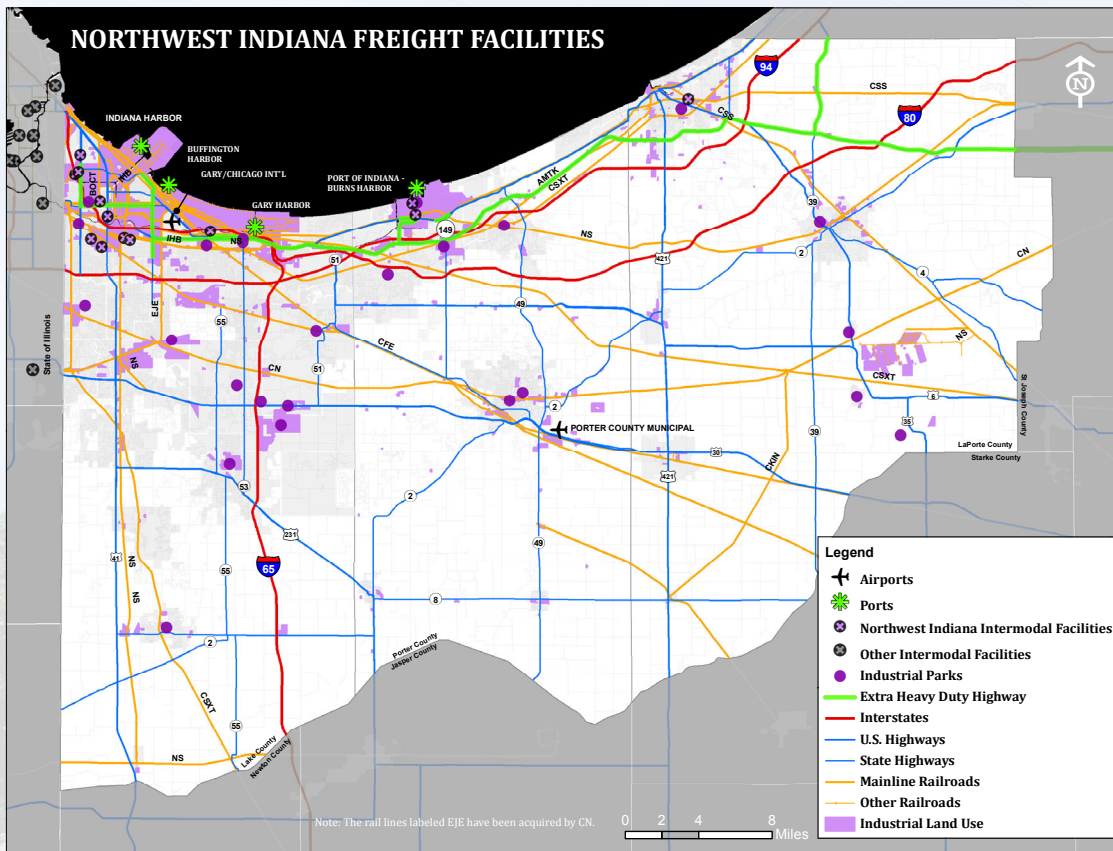 NORTHWEST INDIANA FREIGHT FACILITIES
94
CSS
80
N
INDIANA HARBOR
BUFFINGTON
HARBOR
GARY/CHICAGO INT'L
PORT OF INDIANA -
BURNS HARBOR
GARY HARBOR
CSS
AMTK
CSXT
IHB
BOCT
IHB
NS
149
NS
39
2
4
CN
51
421
EJE
55
49
State of Illinois
NS
CFE
CN
51
NS
CSXT
6
St Joseph County
35
2
PORTER COUNTY MUNICIPAL
39
LaPorte County
Starke County
30
CKIN
421
53
2
231
49
41
NS
65
55
NS
8
2
Porter County
Jasper County
CSXT
55
NS
Lake County
Newton County
Legend
Airports
Ports
Northwest Indiana Intermodal Facilities
Other Intermodal Facilities
Industrial Parks
Extra Heavy Duty Highway
Interstates
U.S. Highways
State Highways
Mainline Railroads
Other Railroads
Industrial Land Use
Note: The rail lines labeled EJE have been acquired by CN.
0 2 4 8
Miles